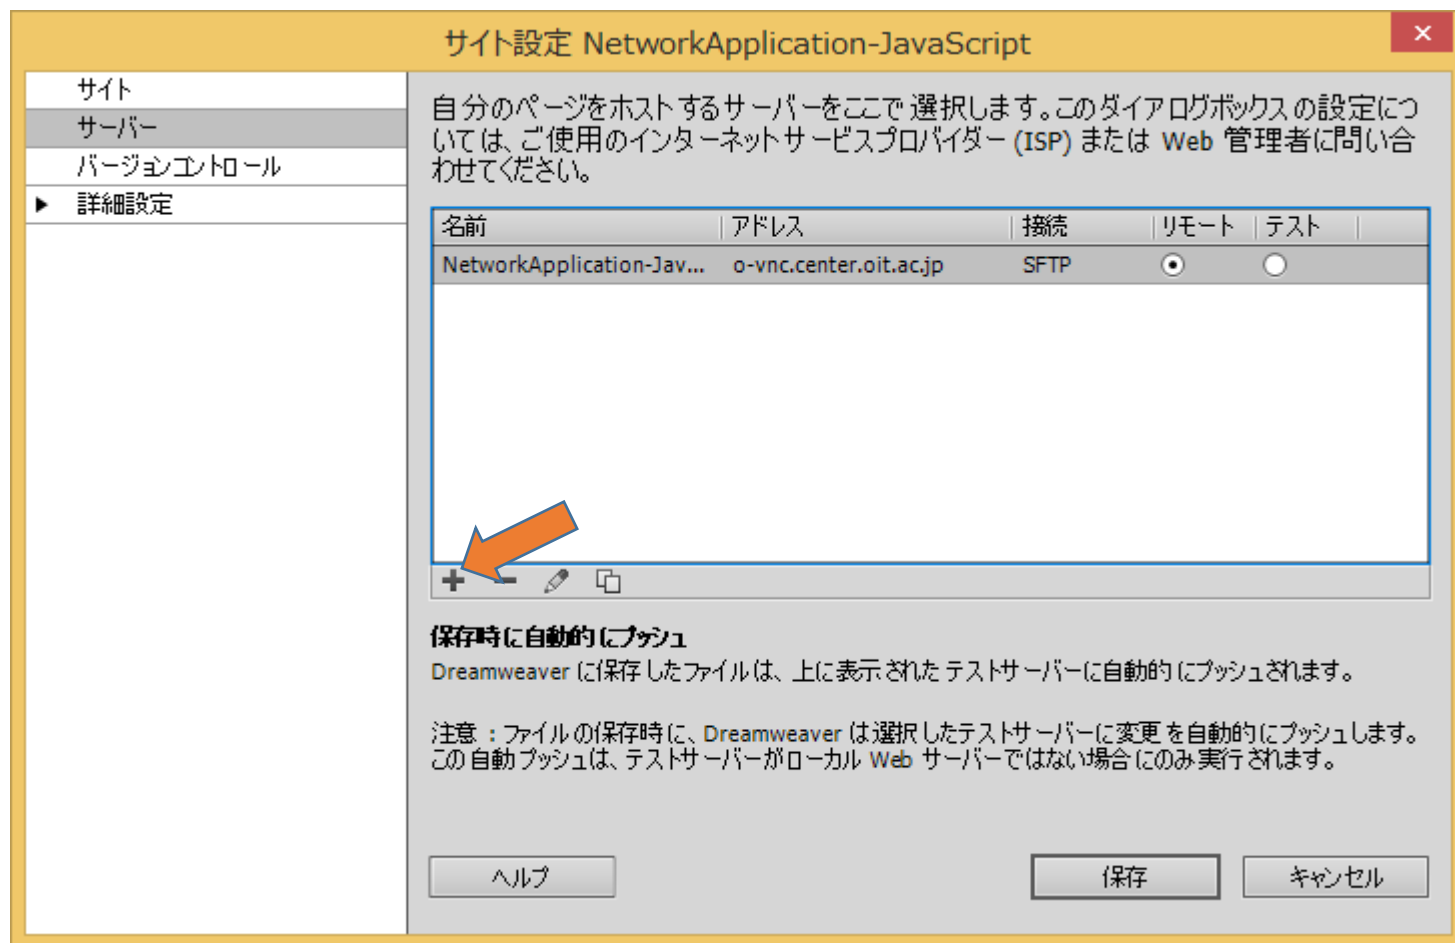 サイト設定 NetworkApplication-JavaScript
サイト
サーバー
バージョンコントロール
詳細設定
自分のページをホストするサーバーをここで選択します。このダイアログボックスの設定につ
いては、ご使用のインターネットサービスプロバイダー (ISP) または Web 管理者に問い合
わせてください。
名前 アドレス 接続 リモート テスト
NetworkApplication-Jav... o-vnc.center.oit.ac.jp SFTP
保存時に自動的にプッシュ
Dreamweaver に保存したファイルは、上に表示されたテストサーバーに自動的にプッシュされます。
注意 : ファイルの保存時に、Dreamweaver は選択したテストサーバーに変更を自動的にプッシュします。
この自動プッシュは、テストサーバーがローカル Web サーバーではない場合にのみ実行されます。
ヘルプ 保存 キャンセル